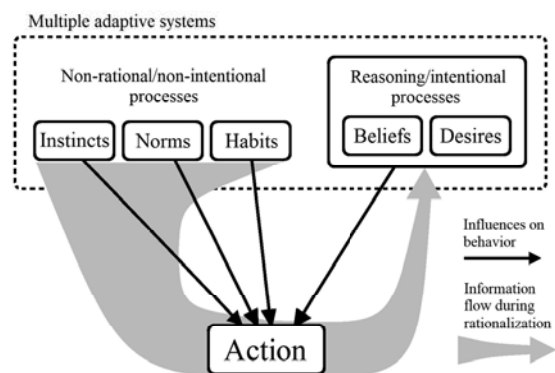 Multiple adaptive systems
Non-rational/non-intentional
processes
Instincts
Norms
Habits
Reasoning/intentional
processes
Beliefs
Desires
Influences on
behavior
Information
flow during
rationalization
Action